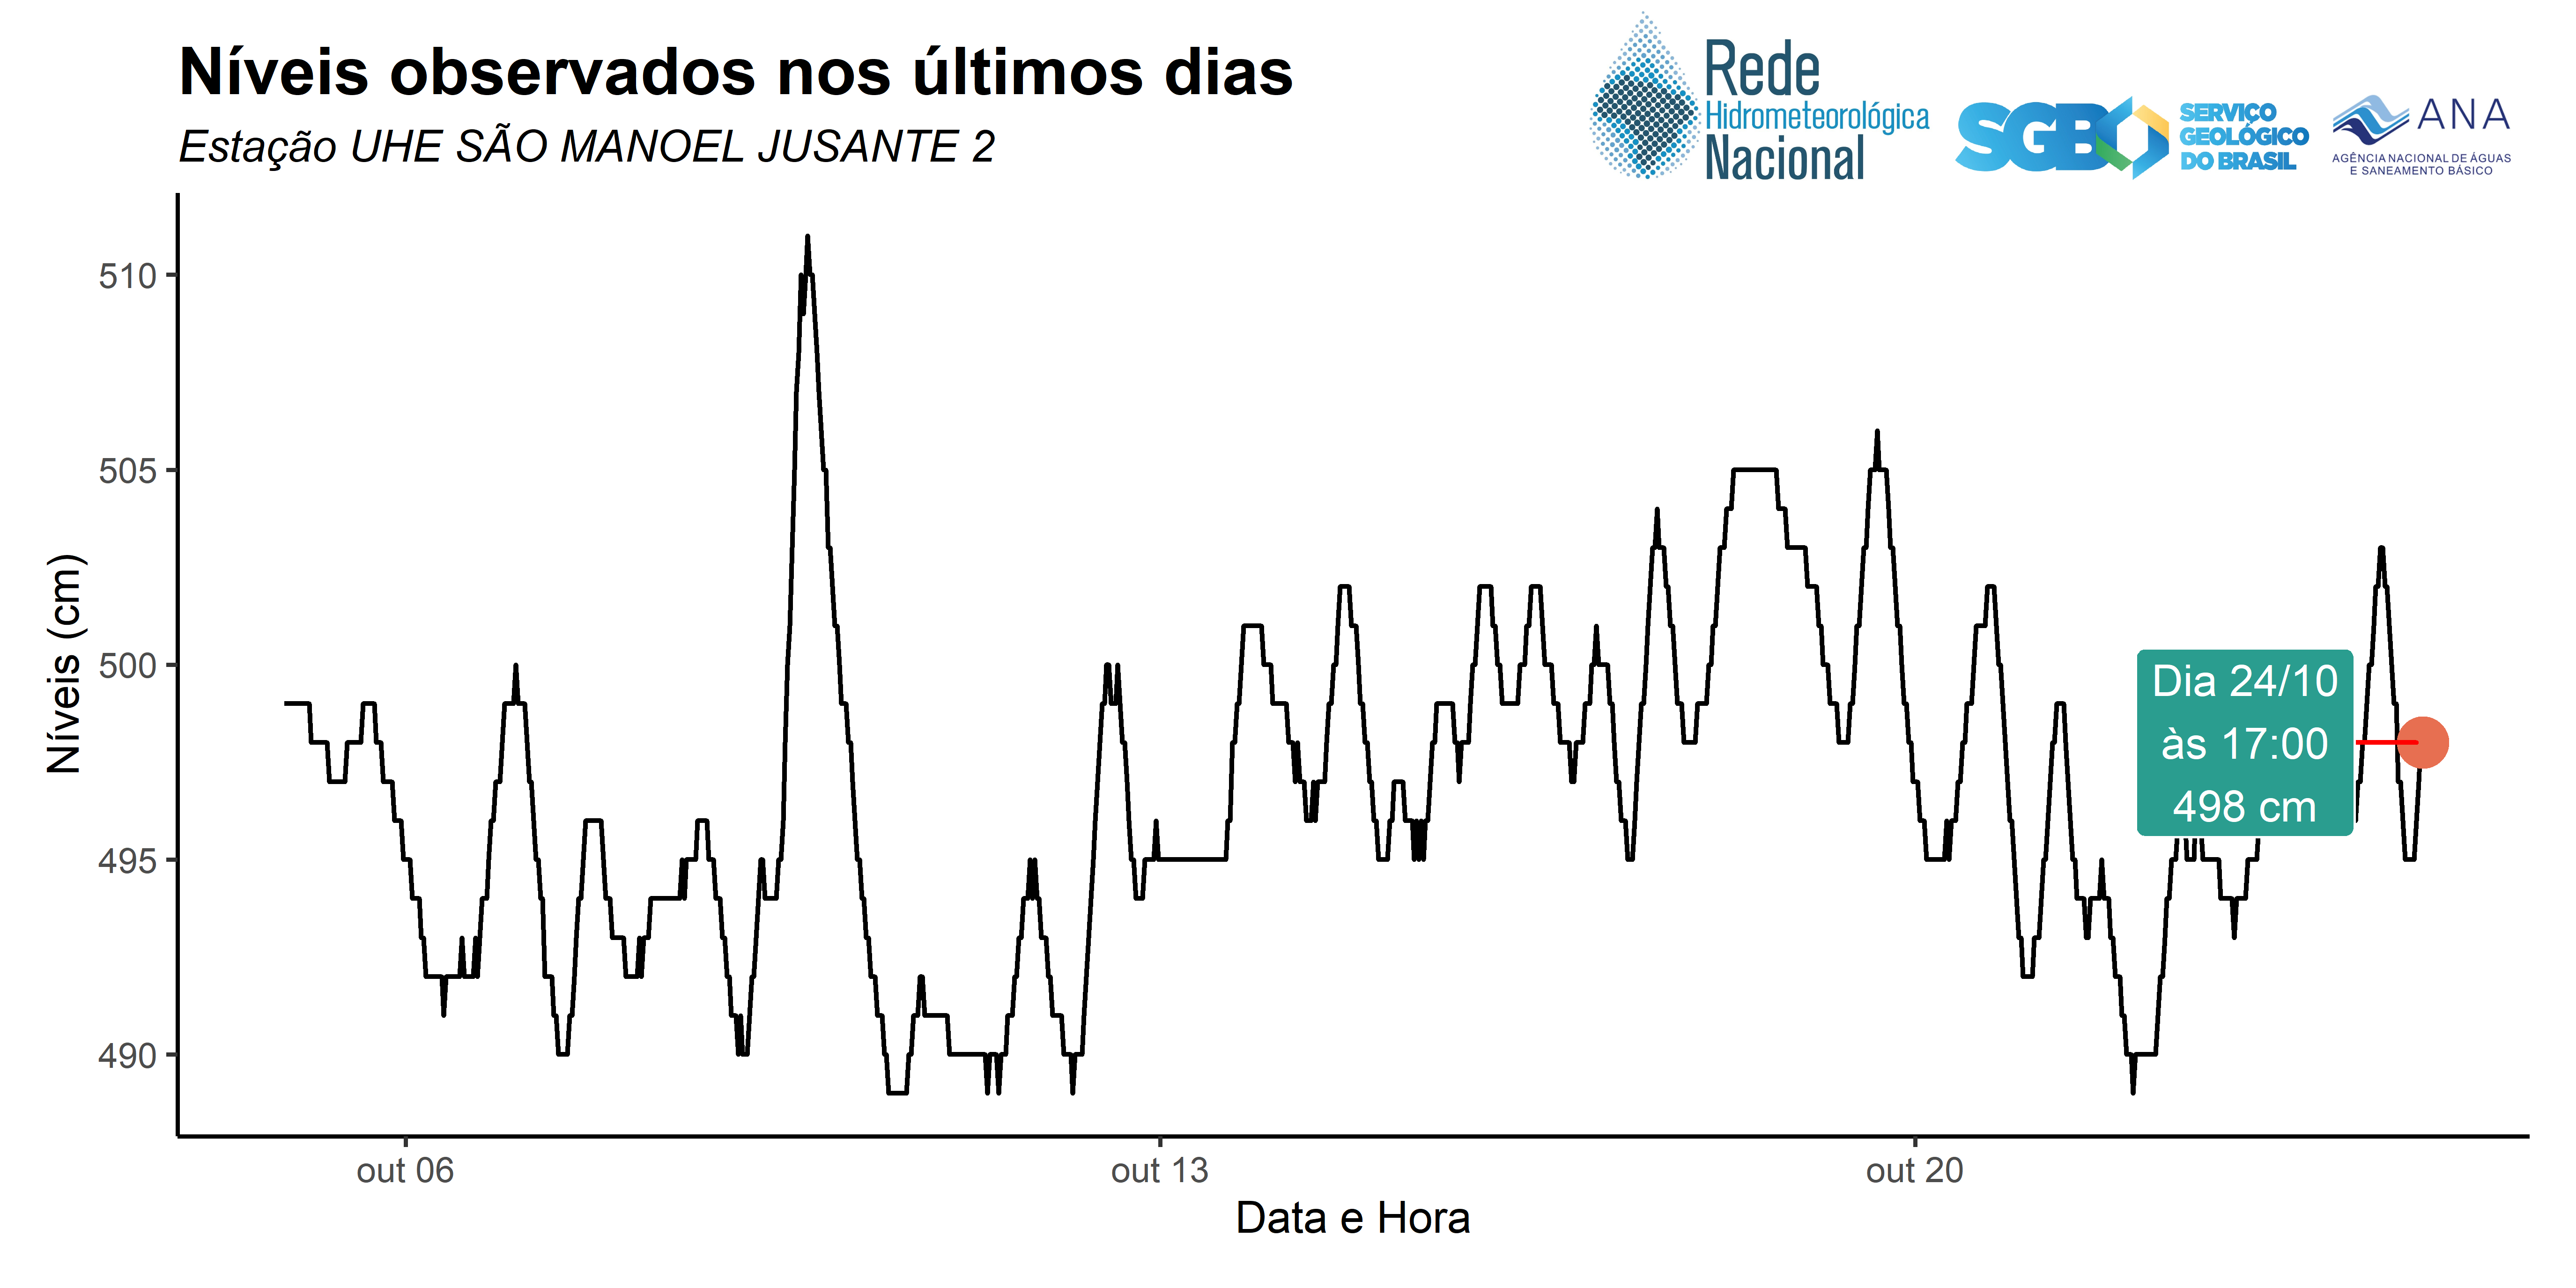 Níveis observados nos últimos dias
Estação UHE SÃO MANOEL JUSANTE 2
Rede
Hidrometeorológica
Nacional
SGB
SERVIÇO
GEOLÓGICO
DO BRASIL
ANA
AGÊNCIA NACIONAL DE ÁGUAS
E SANEAMENTO BÁSICO
Níveis (cm)
510
505
500
495
490
Dia 24/10
às 17:00
498 cm
out 06
out 13
out 20
Data e Hora